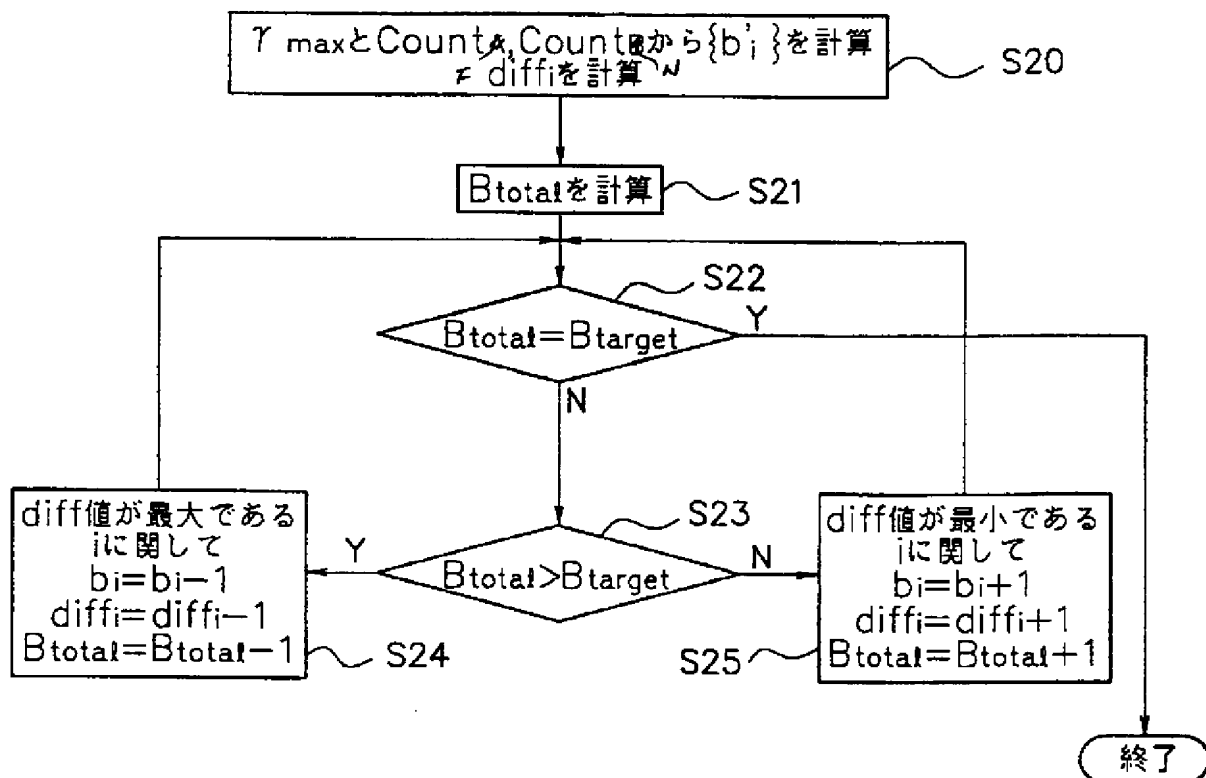 γmaxとCountA,CountBから{b'i}を計算
F diffiを計算 N
S20
Btotalを計算
S21
S22
Btotal=Btarget
Y
N
S23
Btotal>Btarget
Y
N
diff値が最大である
iに関して
bi=bi-1
diffi=diffi-1
Btotal=Btotal-1
S24
diff値が最小である
iに関して
bi=bi+1
diffi=diffi+1
Btotal=Btotal+1
S25
終了